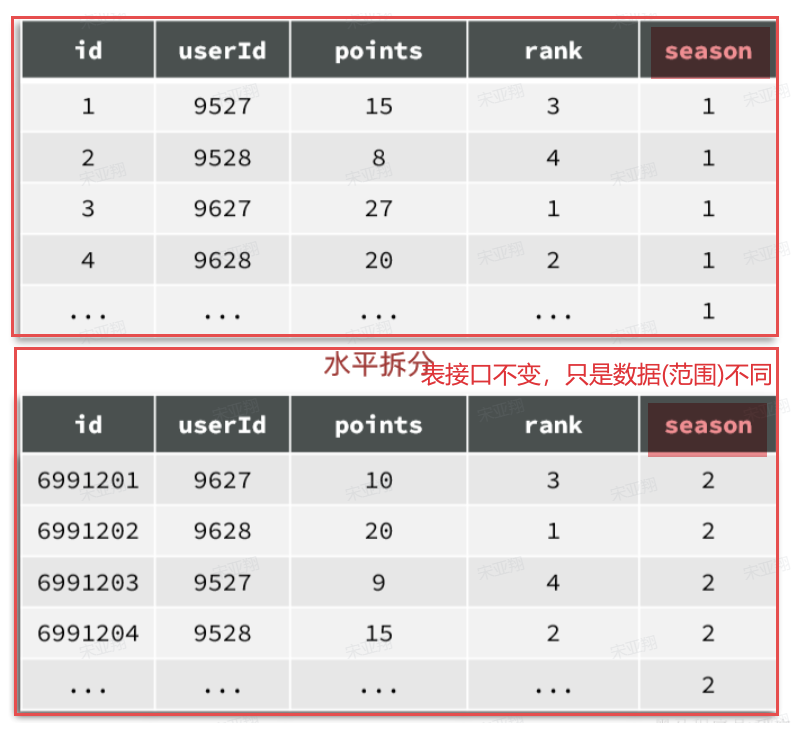 id userId points rank season
1 9527 15 3 1
2 9528 8 4 1
3 9627 27 1 1
4 9628 20 2 1
... ... ... ... 1
水平拆分
表接口不变，只是数据(范围)不同
id userId points rank season
6991201 9627 10 3 2
6991202 9628 20 1 2
6991203 9527 9 4 2
6991204 9528 15 2 2
... ... ... ... 2
宋亚翔